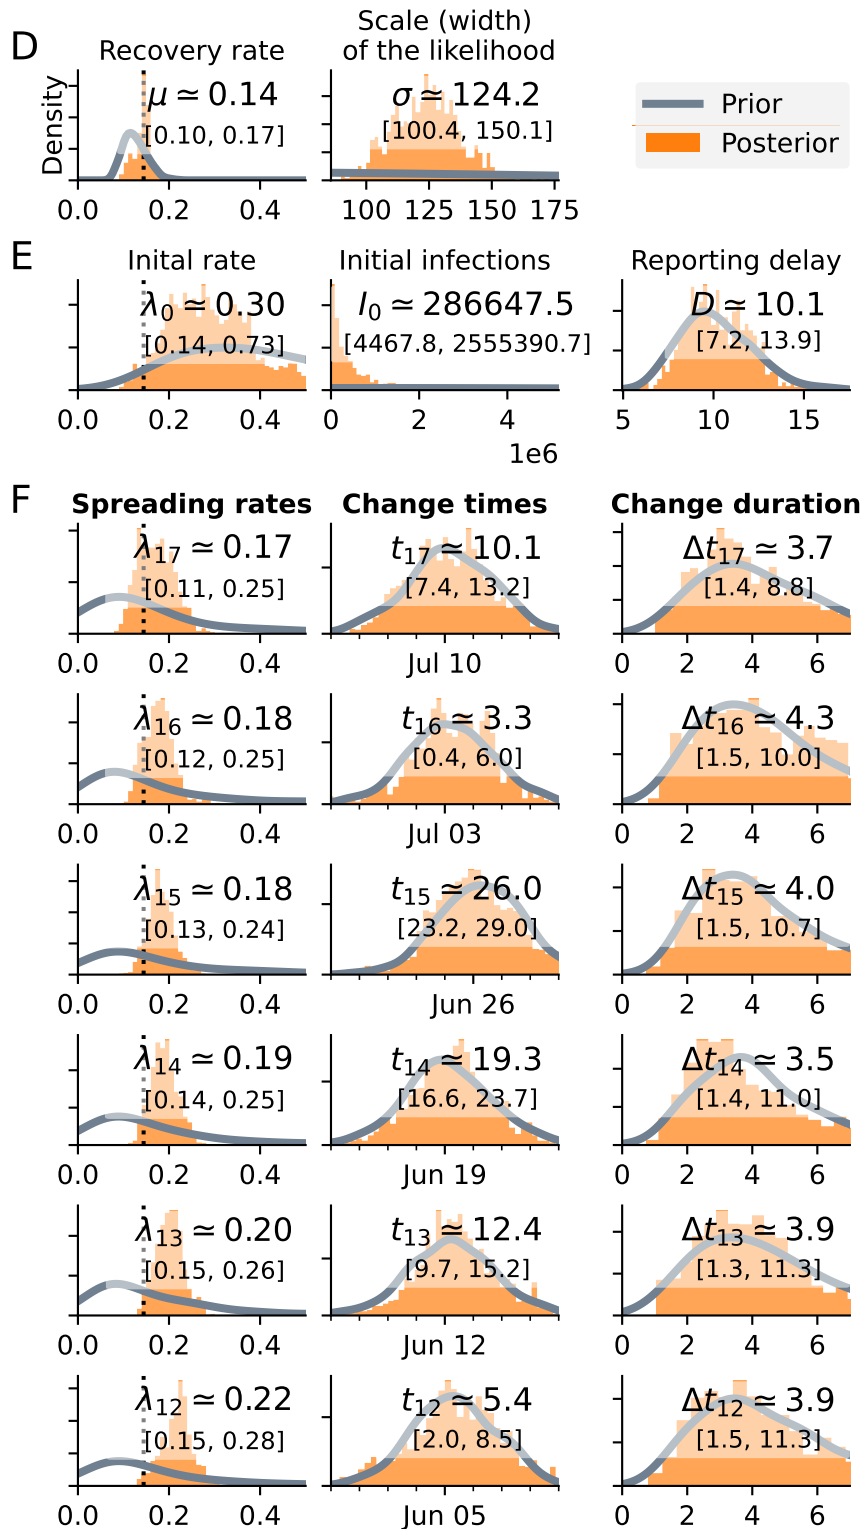 D
Recovery rate
Scale (width)
of the likelihood
Density
μ ≃ 0.14
[0.10, 0.17]
0.0 0.2 0.4
σ ≃ 124.2
[100.4, 150.1]
100 125 150 175
Prior
Posterior
E
Inital rate
λ0 ≃ 0.30
[0.14, 0.73]
0.0 0.2 0.4
Initial infections
I0 ≃ 286647.5
[4467.8, 2555390.7]
0 2 4
1e6
Reporting delay
D ≃ 10.1
[7.2, 13.9]
5 10 15
F
Spreading rates Change times Change duration
λ17 ≃ 0.17 t17 ≃ 10.1 Δt17 ≃ 3.7
[0.11, 0.25] [7.4, 13.2] [1.4, 8.8]
0.0 0.2 0.4 Jul 10 0 2 4 6
λ16 ≃ 0.18 t16 ≃ 3.3 Δt16 ≃ 4.3
[0.12, 0.25] [0.4, 6.0] [1.5, 10.0]
0.0 0.2 0.4 Jul 03 0 2 4 6
λ15 ≃ 0.18 t15 ≃ 26.0 Δt15 ≃ 4.0
[0.13, 0.24] [23.2, 29.0] [1.5, 10.7]
0.0 0.2 0.4 Jun 26 0 2 4 6
λ14 ≃ 0.19 t14 ≃ 19.3 Δt14 ≃ 3.5
[0.14, 0.25] [16.6, 23.7] [1.4, 11.0]
0.0 0.2 0.4 Jun 19 0 2 4 6
λ13 ≃ 0.20 t13 ≃ 12.4 Δt13 ≃ 3.9
[0.15, 0.26] [9.7, 15.2] [1.3, 11.3]
0.0 0.2 0.4 Jun 12 0 2 4 6
λ12 ≃ 0.22 t12 ≃ 5.4 Δt12 ≃ 3.9
[0.15, 0.28] [2.0, 8.5] [1.5, 11.3]
0.0 0.2 0.4 Jun 05 0 2 4 6